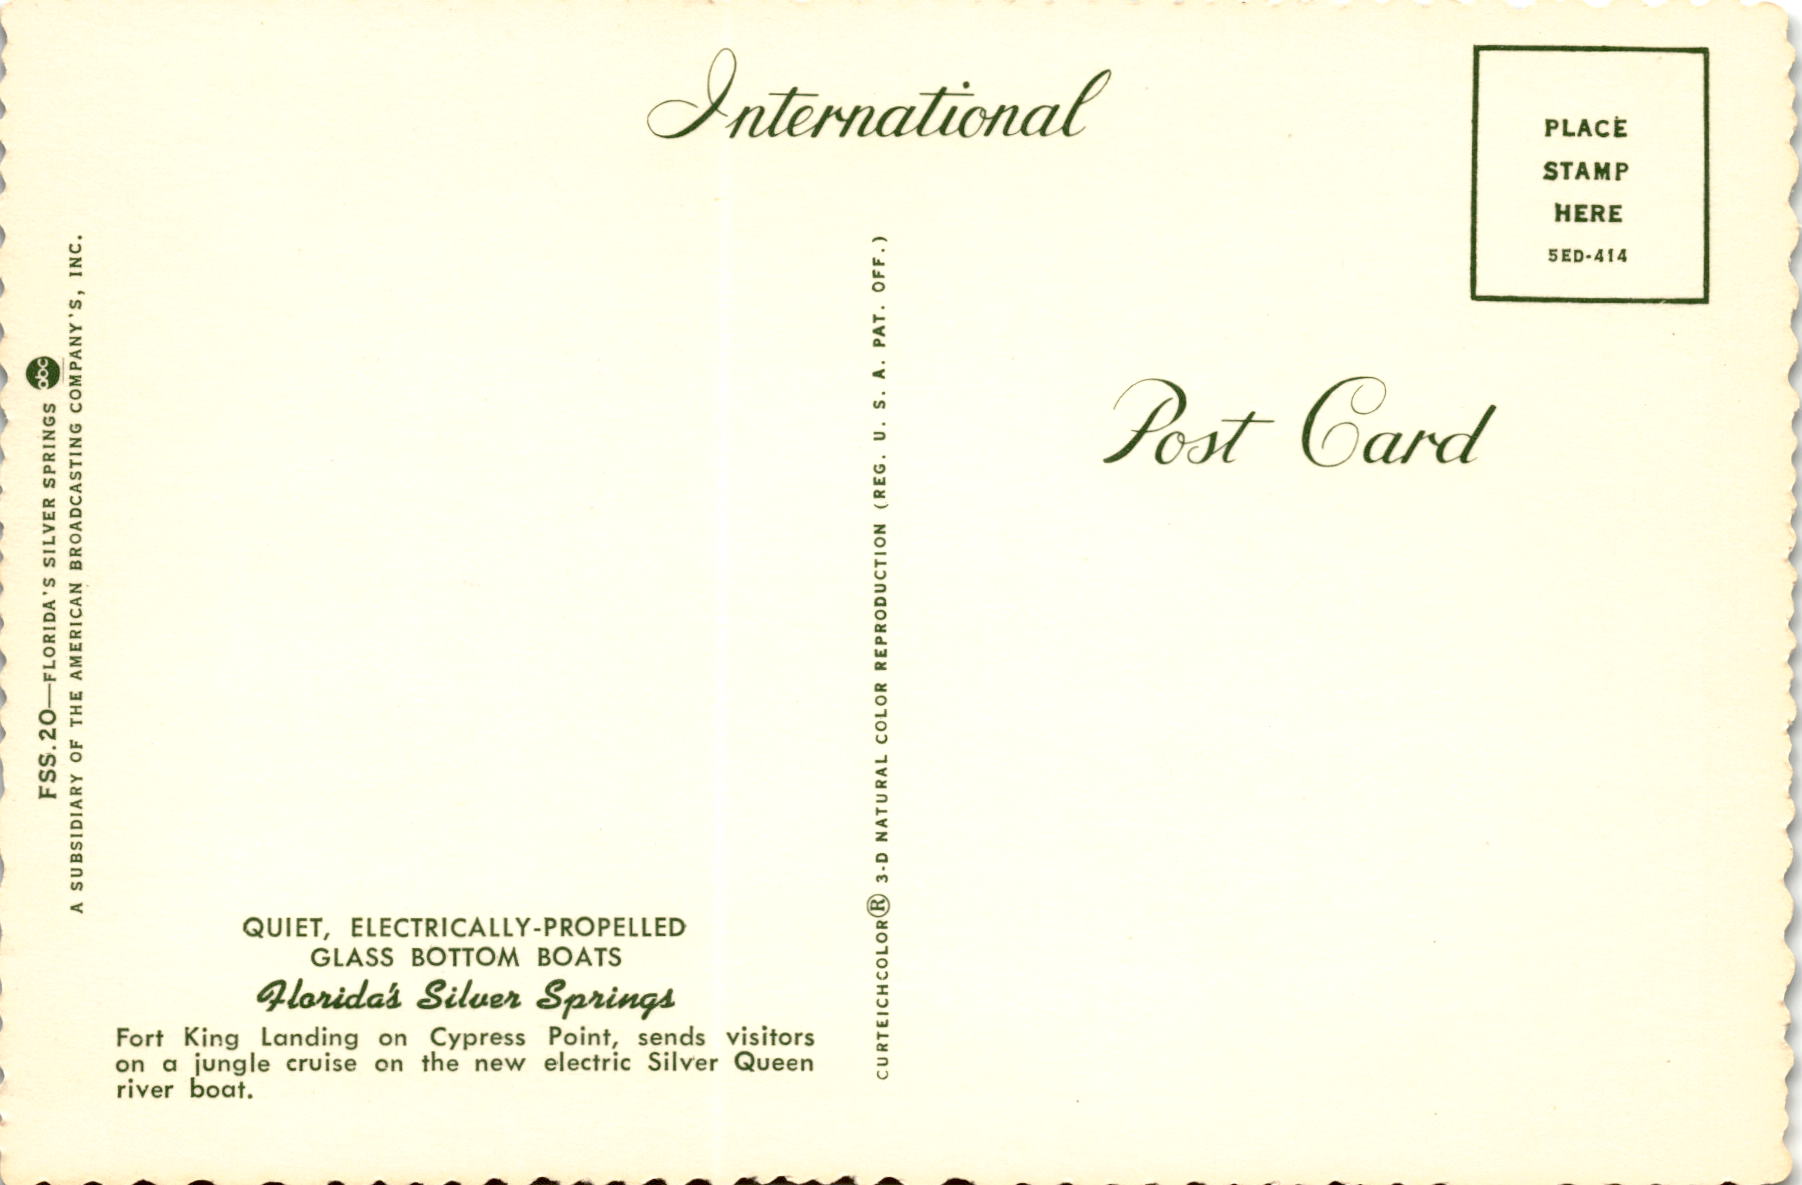 International
PLACE
STAMP
HERE
5ED-414
Post Card
FSS.20—FLORIDA'S SILVER SPRINGS abc
A SUBSIDIARY OF THE AMERICAN BROADCASTING COMPANY'S, INC.
CURTEICHCOLOR® 3-D NATURAL COLOR REPRODUCTION (REG. U. S. A. PAT. OFF.)
QUIET, ELECTRICALLY-PROPELLED
GLASS BOTTOM BOATS
Florida's Silver Springs
Fort King Landing on Cypress Point, sends visitors
on a jungle cruise on the new electric Silver Queen
river boat.